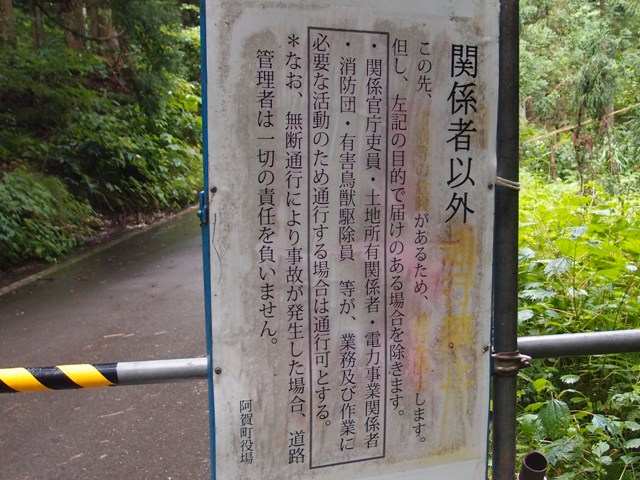 関係者以外 通行禁止
この先、があるため、します。
但し、左記の目的で届けのある場合を除きます。
・関係官庁吏員・土地所有関係者・電力事業関係者
・消防団・有害鳥獣駆除員 等が、業務及び作業に
必要な活動のため通行する場合は通行可とする。
＊なお、無断通行により事故が発生した場合、道路
管理者は一切の責任を負いません。
阿賀町役場